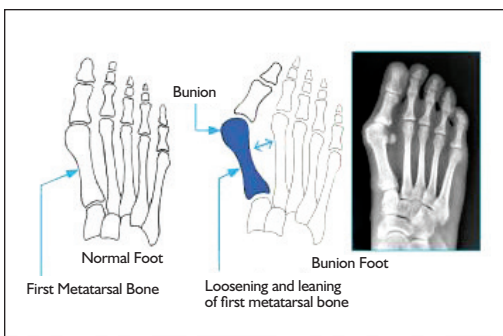 Bunion
Normal Foot
Bunion Foot
First Metatarsal Bone
Loosening and leaning
of first metatarsal bone